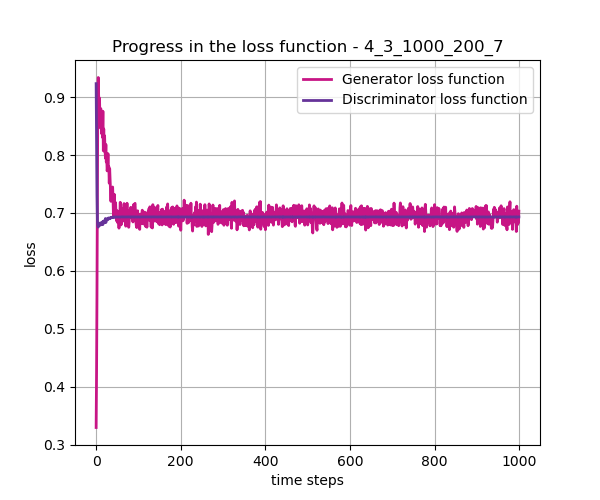 Progress in the loss function - 4_3_1000_200_7
Generator loss function
Discriminator loss function
0.9
0.8
0.7
0.6
0.5
0.4
0.3
loss
0
200
400
600
800
1000
time steps